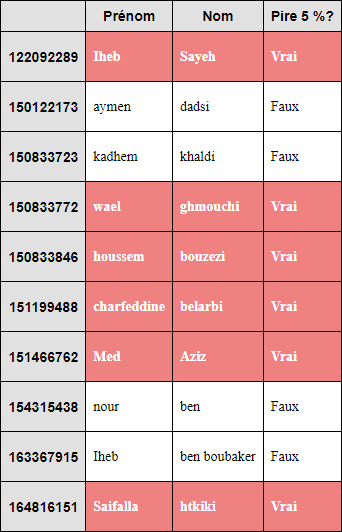 Prénom Nom Pire 5 %?
122092289 Iheb Sayeh Vrai
150122173 aymen dadsi Faux
150833723 kadhem khaldi Faux
150833772 wael ghmouchi Vrai
150833846 houssem bouzezi Vrai
151199488 charfeddine belarbi Vrai
151466762 Med Aziz Vrai
154315438 nour ben Faux
163367915 Iheb ben boubaker Faux
164816151 Saifalla htkiki Vrai